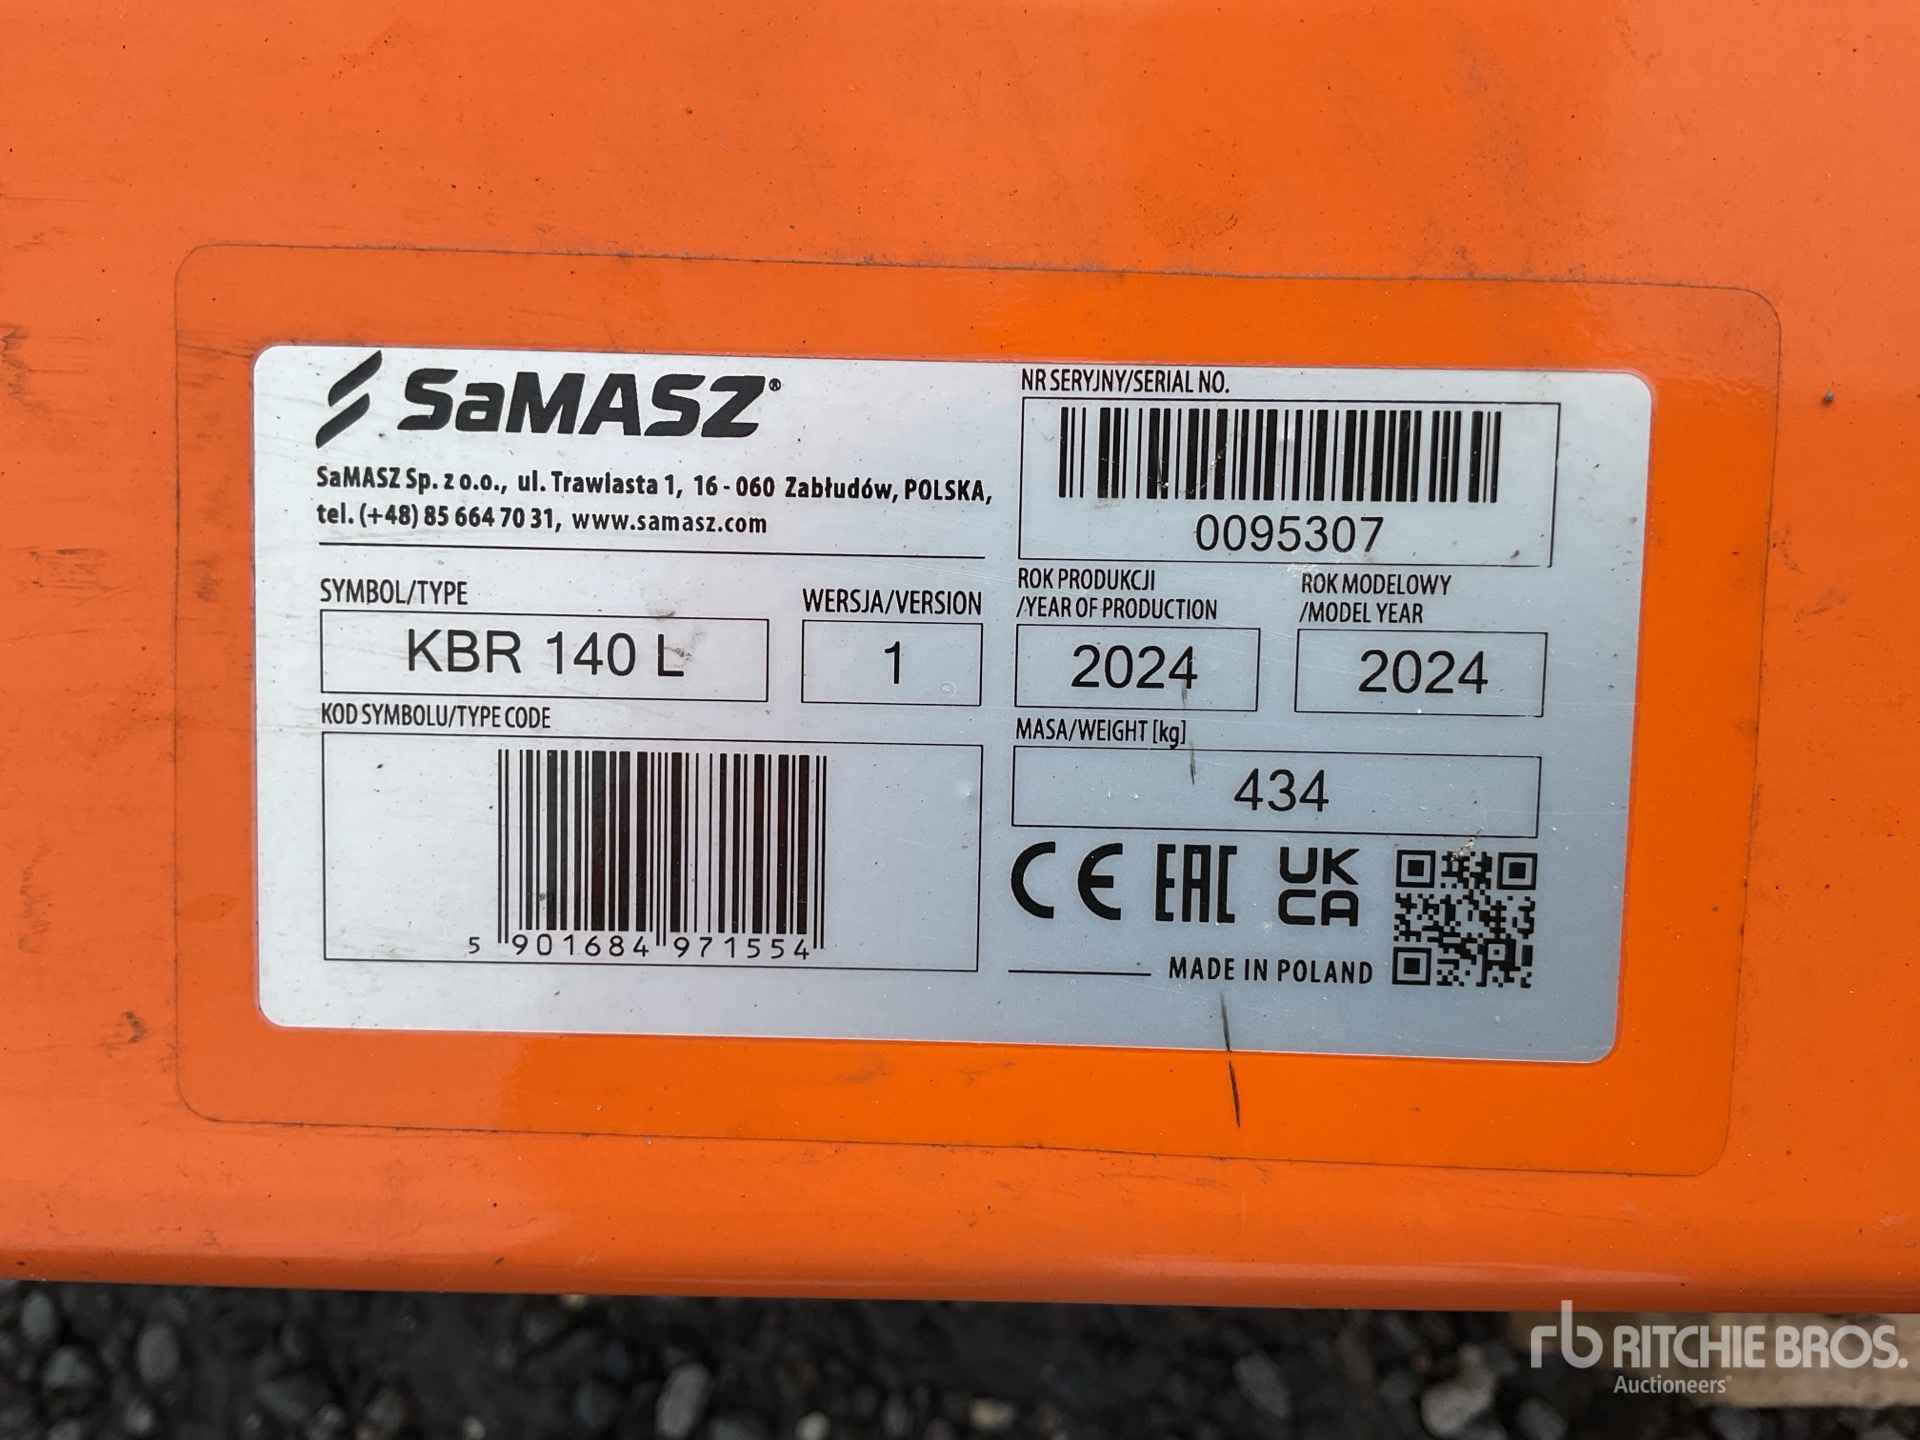 SaMASZ®
SaMASZ Sp. z o.o., ul. Trawiasta 1, 16 - 060 Zabłudów, POLSKA,
tel. (+48) 85 664 70 31, www.samasz.com
NR SERYJNY/SERIAL NO.
0095307
SYMBOL/TYPE
KBR 140 L
WERSJA/VERSION
1
ROK PRODUKCJI
/YEAR OF PRODUCTION
2024
ROK MODELOWY
/MODEL YEAR
2024
KOD SYMBOLU/TYPE CODE
5 901684 971554
MASA/WEIGHT [kg]
434
CE EAC UK
CA
MADE IN POLAND
rb RITCHIE BROS.
Auctioneers